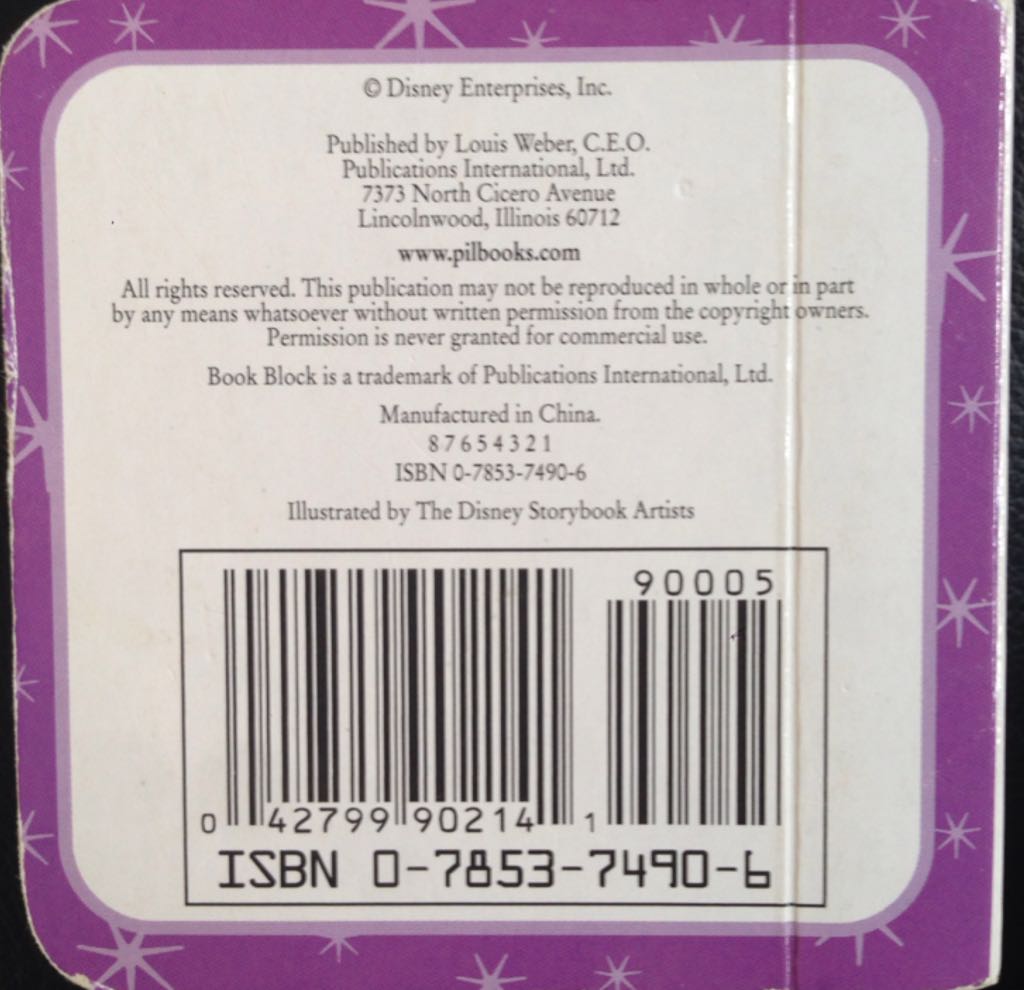 © Disney Enterprises, Inc.
Published by Louis Weber, C.E.O.
Publications International, Ltd.
7373 North Cicero Avenue
Lincolnwood, Illinois 60712
www.pilbooks.com
All rights reserved. This publication may not be reproduced in whole or in part
by any means whatsoever without written permission from the copyright owners.
Permission is never granted for commercial use.
Book Block is a trademark of Publications International, Ltd.
Manufactured in China.
8 7 6 5 4 3 2 1
ISBN 0-7853-7490-6
Illustrated by The Disney Storybook Artists
90005
0 42799 90214 1
ISBN 0-7853-7490-6